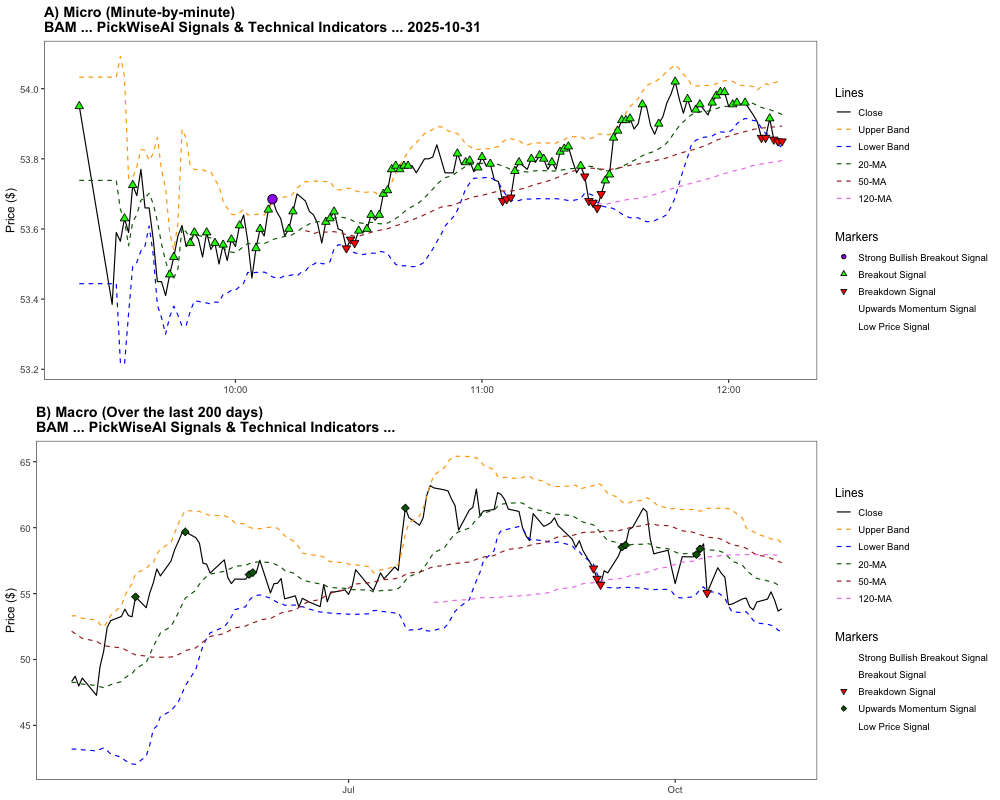 A) Micro (Minute-by-minute)
BAM ... PickWiseAI Signals & Technical Indicators ... 2025-10-31
Price ($)
54.0
53.8
53.6
53.4
53.2
10:00
11:00
12:00
Lines
Close
Upper Band
Lower Band
20-MA
50-MA
120-MA
Markers
Strong Bullish Breakout Signal
Breakout Signal
Breakdown Signal
Upwards Momentum Signal
Low Price Signal
B) Macro (Over the last 200 days)
BAM ... PickWiseAI Signals & Technical Indicators ...
Price ($)
65
60
55
50
45
Jul
Oct
Lines
Close
Upper Band
Lower Band
20-MA
50-MA
120-MA
Markers
Strong Bullish Breakout Signal
Breakout Signal
Breakdown Signal
Upwards Momentum Signal
Low Price Signal